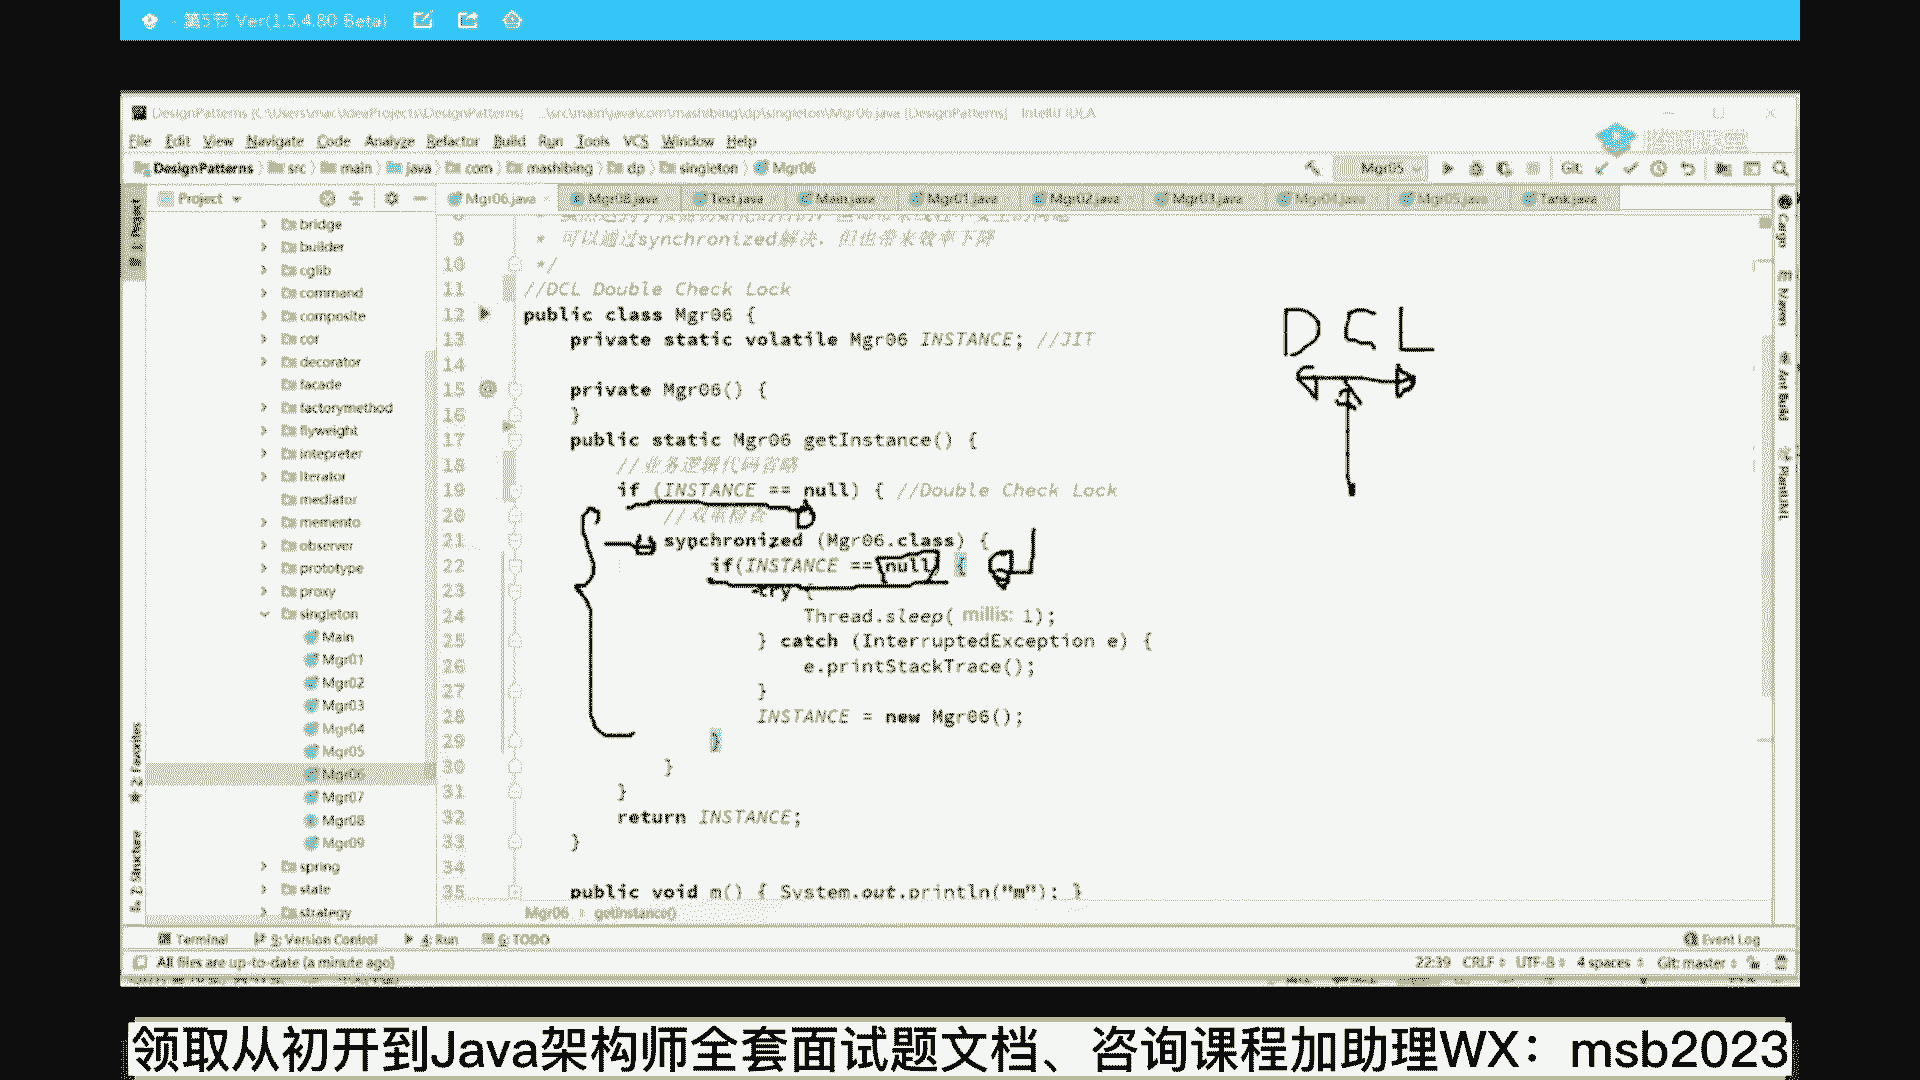 第5节 Ver(1.5.4.80 Beta)
DesignPatterns [C:\Users\mac\IdeaProjects\DesignPatterns] - ...\src\main\java\com\mashibing\dp\singleton\Mgr06.java [DesignPatterns] - IntelliJ IDEA
File Edit View Navigate Code Analyze Refactor Build Run Tools VCS Window Help
DesignPatterns src main java com mashibing dp singleton Mgr06
Mgr05 Git:
Project
Mgr06.java Mgr08.java Test.java Main.java Mgr01.java Mgr02.java Mgr03.java Mgr04.java Mgr05.java Tank.java
1: Project
bridge
builder
cglib
command
composite
cor
decorator
facade
factorymethod
flyweight
intepreter
iterator
mediator
memento
observer
prototype
proxy
singleton
Main
Mgr01
Mgr02
Mgr03
Mgr04
Mgr05
Mgr06
Mgr07
Mgr08
Mgr09
spring
state
strategy
2: Favorites
7: Structure
9 * 可以通过synchronized解决，但也带来效率下降
10 */
11 //DCL Double Check Lock
12 public class Mgr06 {
13 private static volatile Mgr06 INSTANCE; //JIT
14
15 private Mgr06() {
16 }
17 public static Mgr06 getInstance() {
18 //业务逻辑代码省略
19 if (INSTANCE == null) { //Double Check Lock
20 //双重检查
21 synchronized (Mgr06.class) {
22 if(INSTANCE == null) {
23 try {
24 Thread.sleep( millis: 1);
25 } catch (InterruptedException e) {
26 e.printStackTrace();
27 }
28 INSTANCE = new Mgr06();
29 }
30 }
31 }
32 return INSTANCE;
33 }
34
35 public void m() { System.out.println("m"); }
DCL
Mgr06 getInstance()
Cargo
Maven
Ant Build
PlantUML
Terminal 9: Version Control 4: Run 6: TODO Event Log
All files are up-to-date (a minute ago) 22:39 CRLF UTF-8 4 spaces Git: master
领取从初开到Java架构师全套面试题文档、咨询课程加助理WX：msb2023